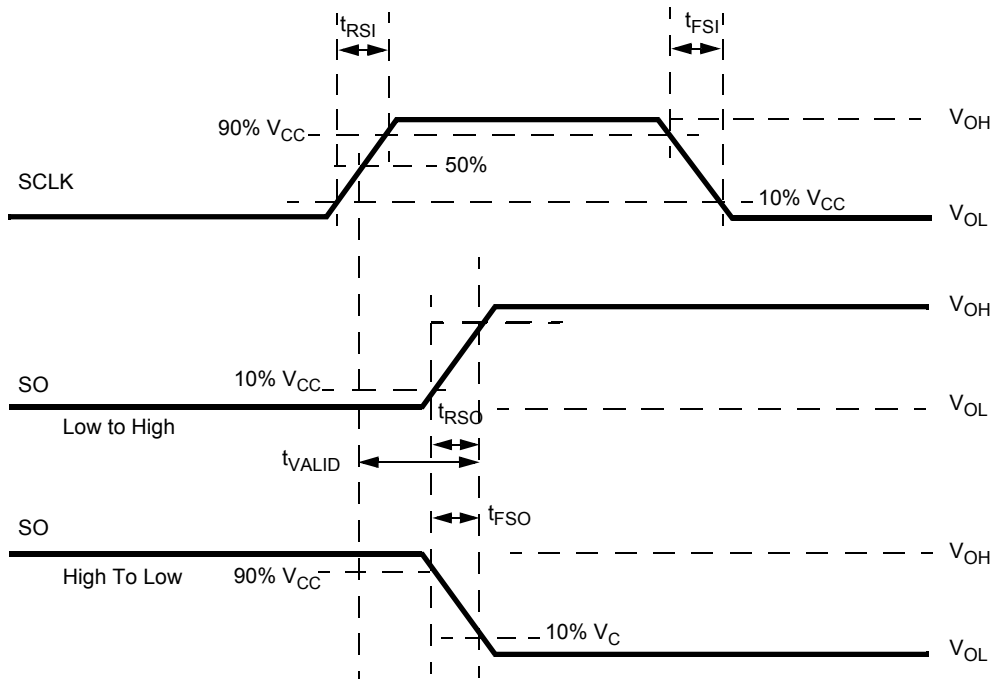 tRSI
tFSI
90% VCC
VOH
50%
SCLK
10% VCC
VOL
VOH
10% VCC
SO
tRSO
VOL
Low to High
tVALID
tFSO
SO
VOH
High To Low
90% VCC
10% VC
VOL